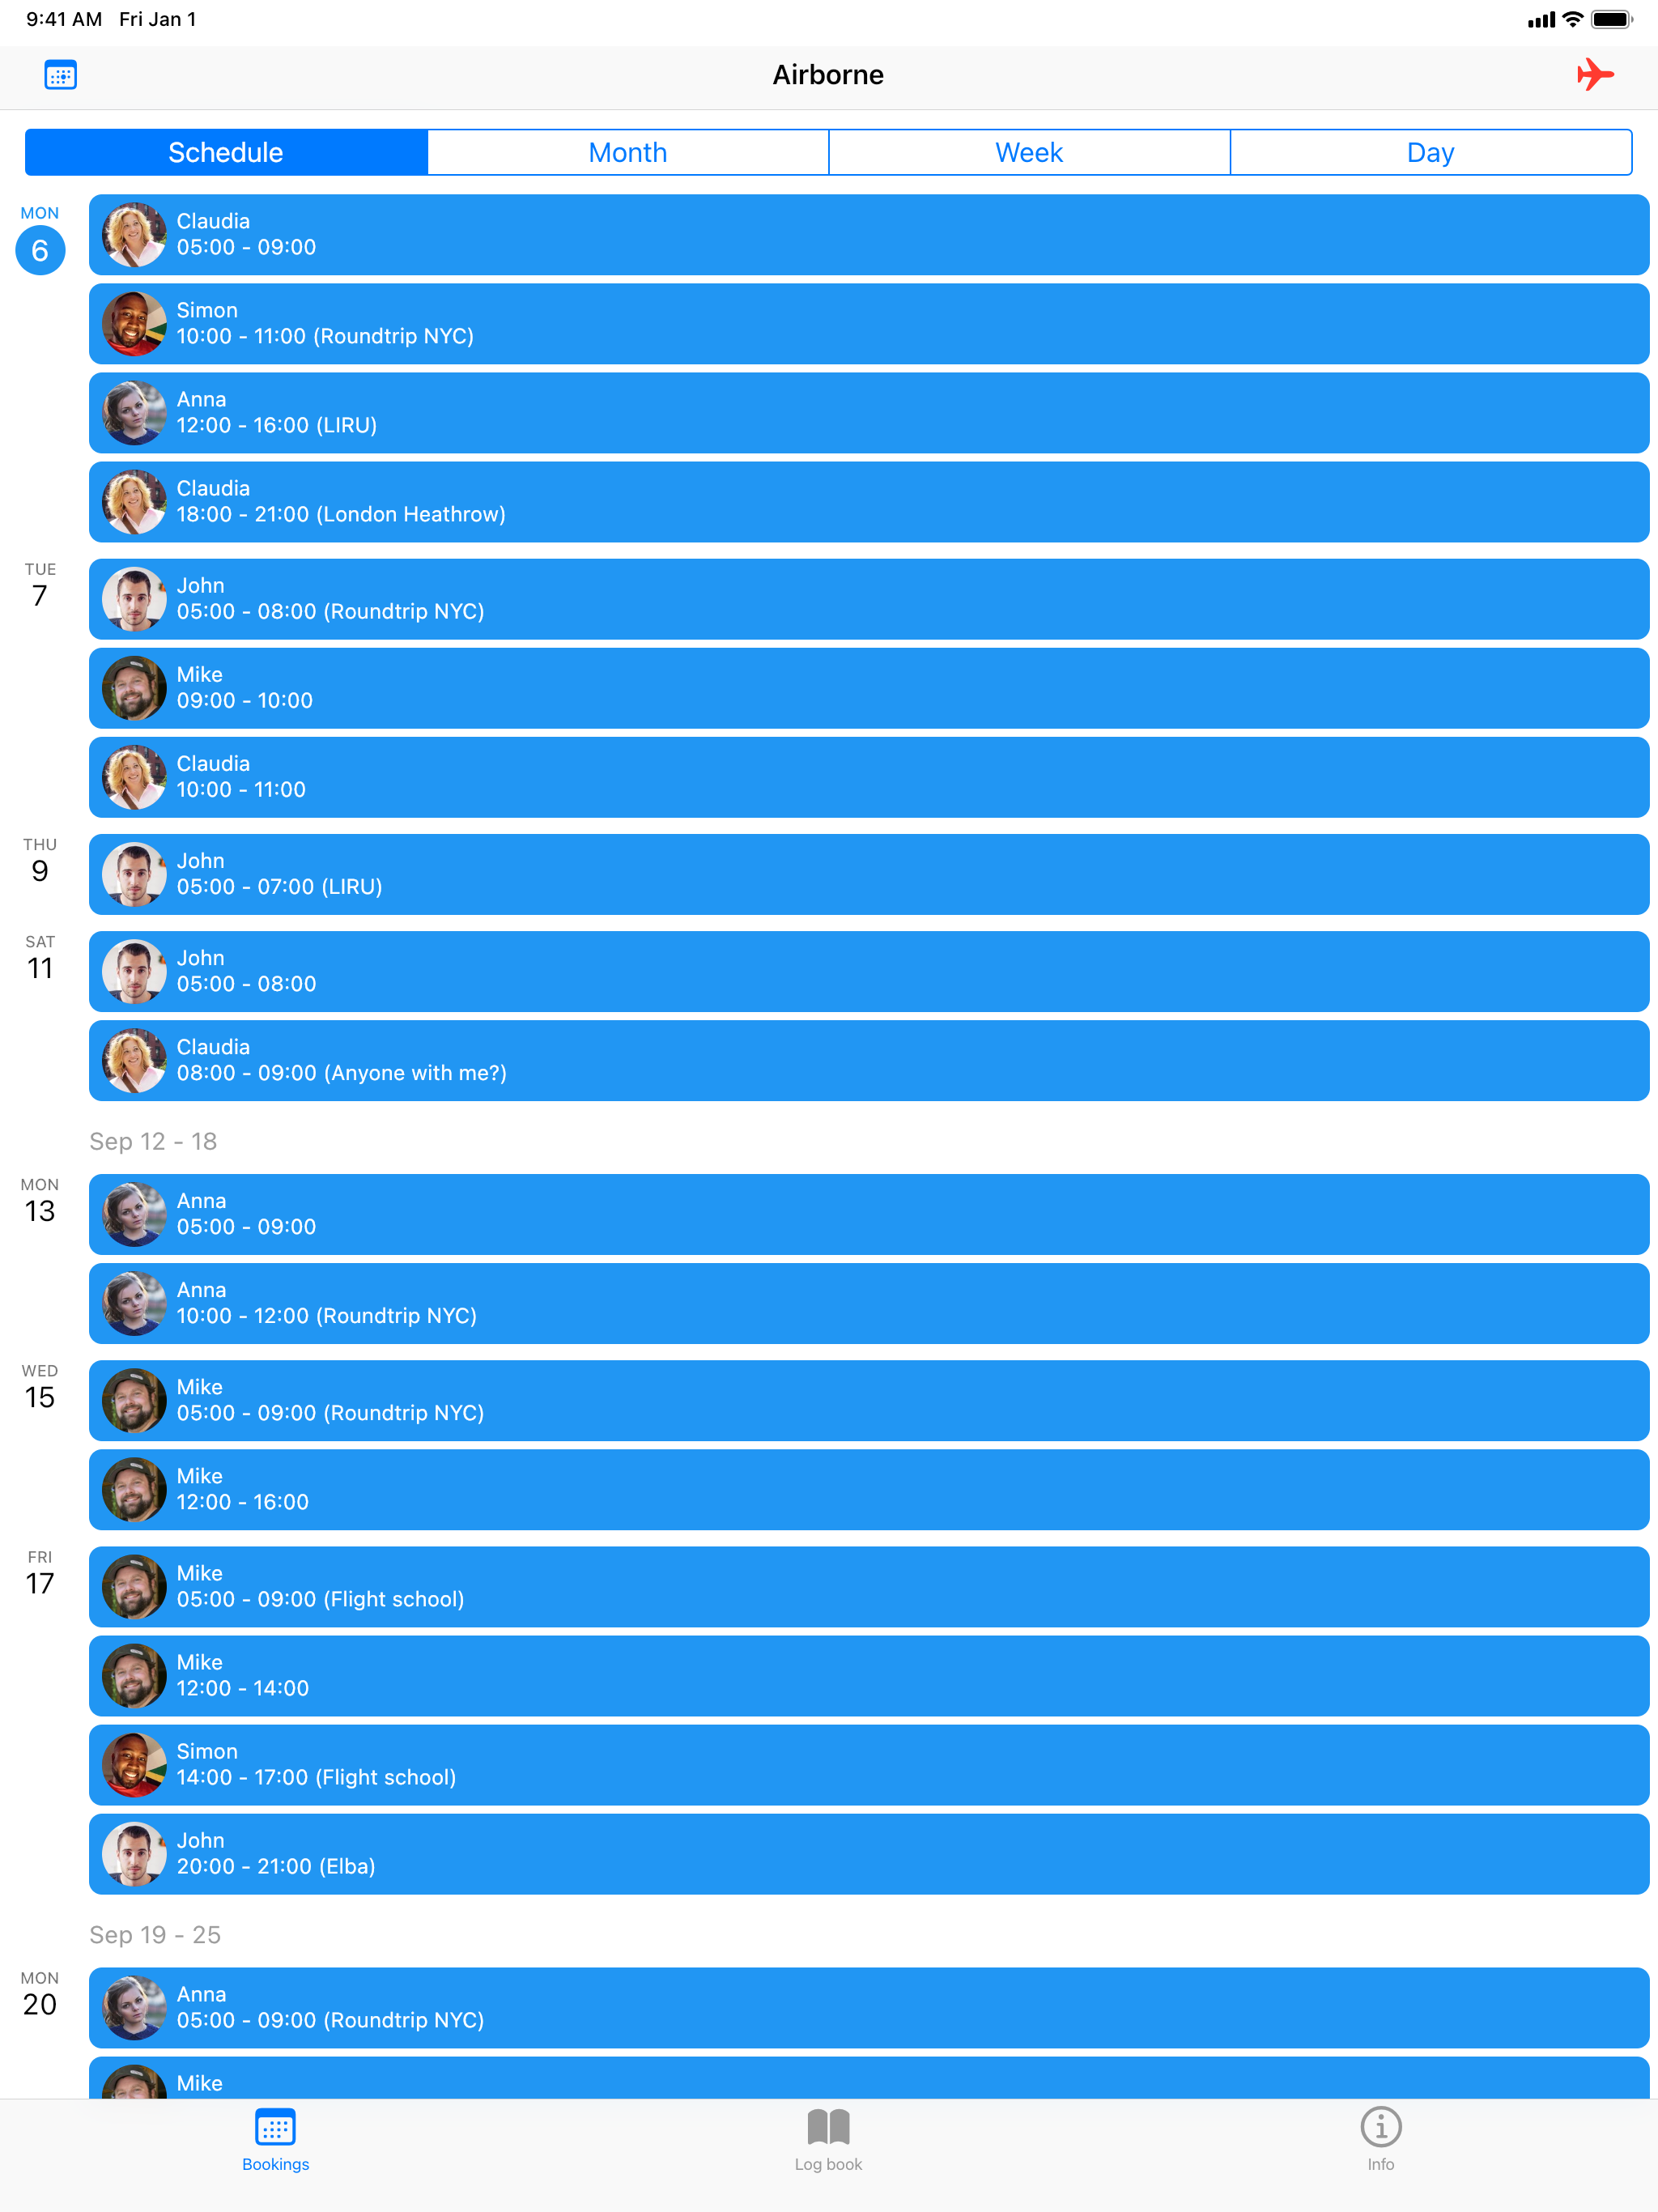 9:41 AM Fri Jan 1
Airborne
Schedule Month Week Day
MON
6
Claudia
05:00 - 09:00
Simon
10:00 - 11:00 (Roundtrip NYC)
Anna
12:00 - 16:00 (LIRU)
Claudia
18:00 - 21:00 (London Heathrow)
TUE
7
John
05:00 - 08:00 (Roundtrip NYC)
Mike
09:00 - 10:00
Claudia
10:00 - 11:00
THU
9
John
05:00 - 07:00 (LIRU)
SAT
11
John
05:00 - 08:00
Claudia
08:00 - 09:00 (Anyone with me?)
Sep 12 - 18
MON
13
Anna
05:00 - 09:00
Anna
10:00 - 12:00 (Roundtrip NYC)
WED
15
Mike
05:00 - 09:00 (Roundtrip NYC)
Mike
12:00 - 16:00
FRI
17
Mike
05:00 - 09:00 (Flight school)
Mike
12:00 - 14:00
Simon
14:00 - 17:00 (Flight school)
John
20:00 - 21:00 (Elba)
Sep 19 - 25
MON
20
Anna
05:00 - 09:00 (Roundtrip NYC)
Mike
Bookings Log book Info